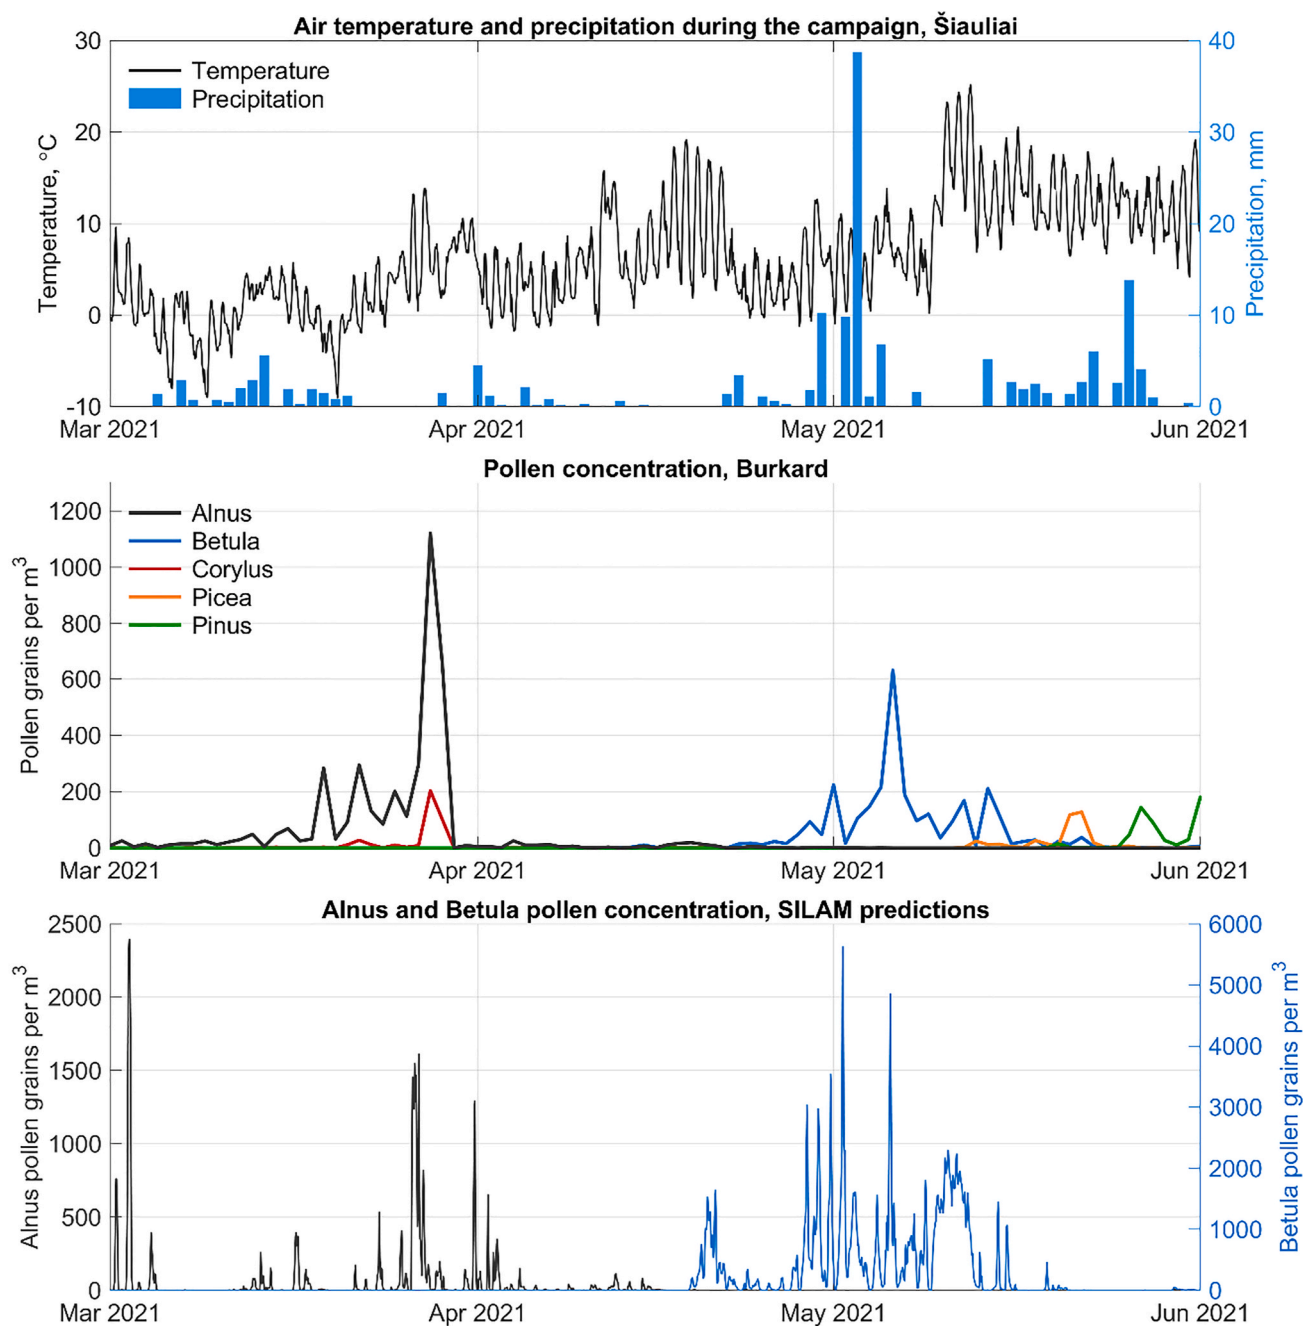 Air temperature and precipitation during the campaign, Šiauliai
Temperature
Precipitation
Temperature, °C
30
20
10
0
-10
Precipitation, mm
40
30
20
10
0
Mar 2021
Apr 2021
May 2021
Jun 2021
Pollen concentration, Burkard
Alnus
Betula
Corylus
Picea
Pinus
Pollen grains per m³
1200
1000
800
600
400
200
0
Mar 2021
Apr 2021
May 2021
Jun 2021
Alnus and Betula pollen concentration, SILAM predictions
Alnus pollen grains per m³
2500
2000
1500
1000
500
0
Betula pollen grains per m³
6000
5000
4000
3000
2000
1000
0
Mar 2021
Apr 2021
May 2021
Jun 2021